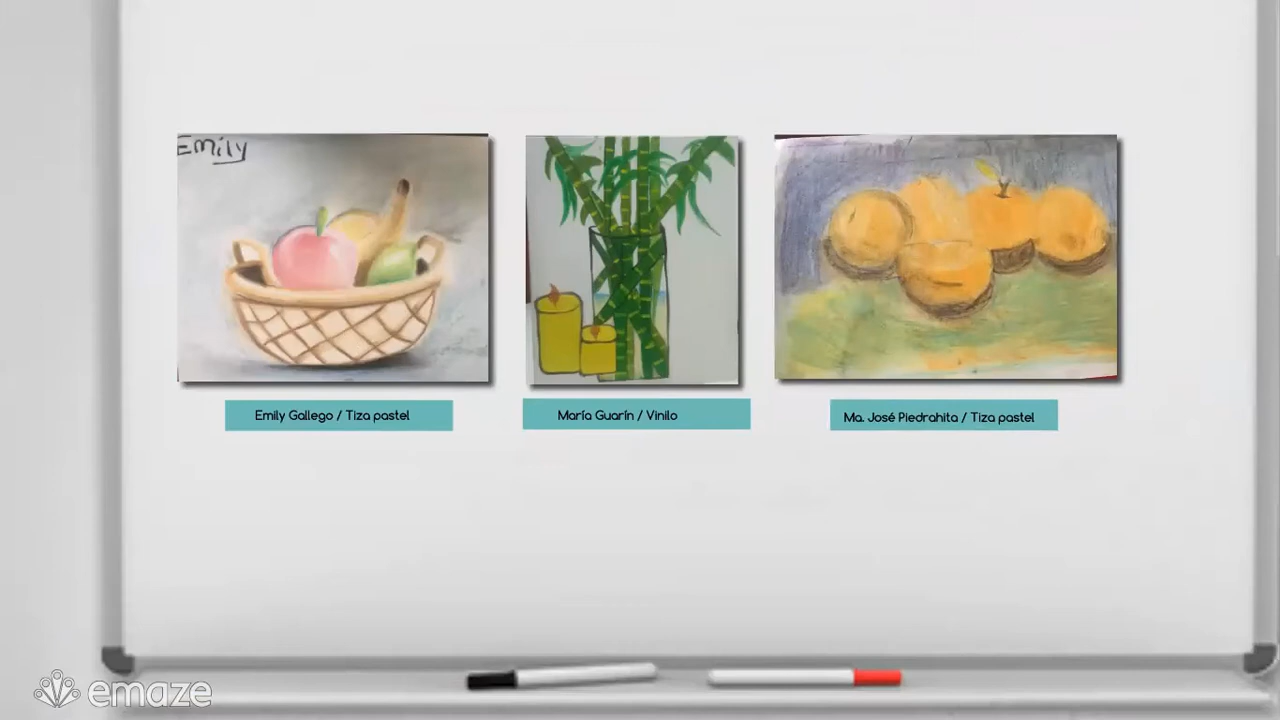 Emily
Emily Gallego / Tiza pastel
María Guarín / Vinilo
Ma. José Piedrahita / Tiza pastel
emaze